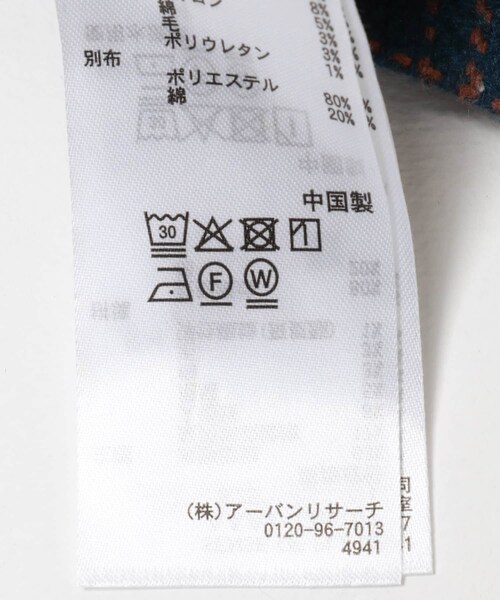 綿 8%
毛 5%
ポリウレタン 3%
3%
1%
別布
ポリエステル 80%
綿 20%
中国製
30
F W
(株)アーバンリサーチ
0120-96-7013
4941